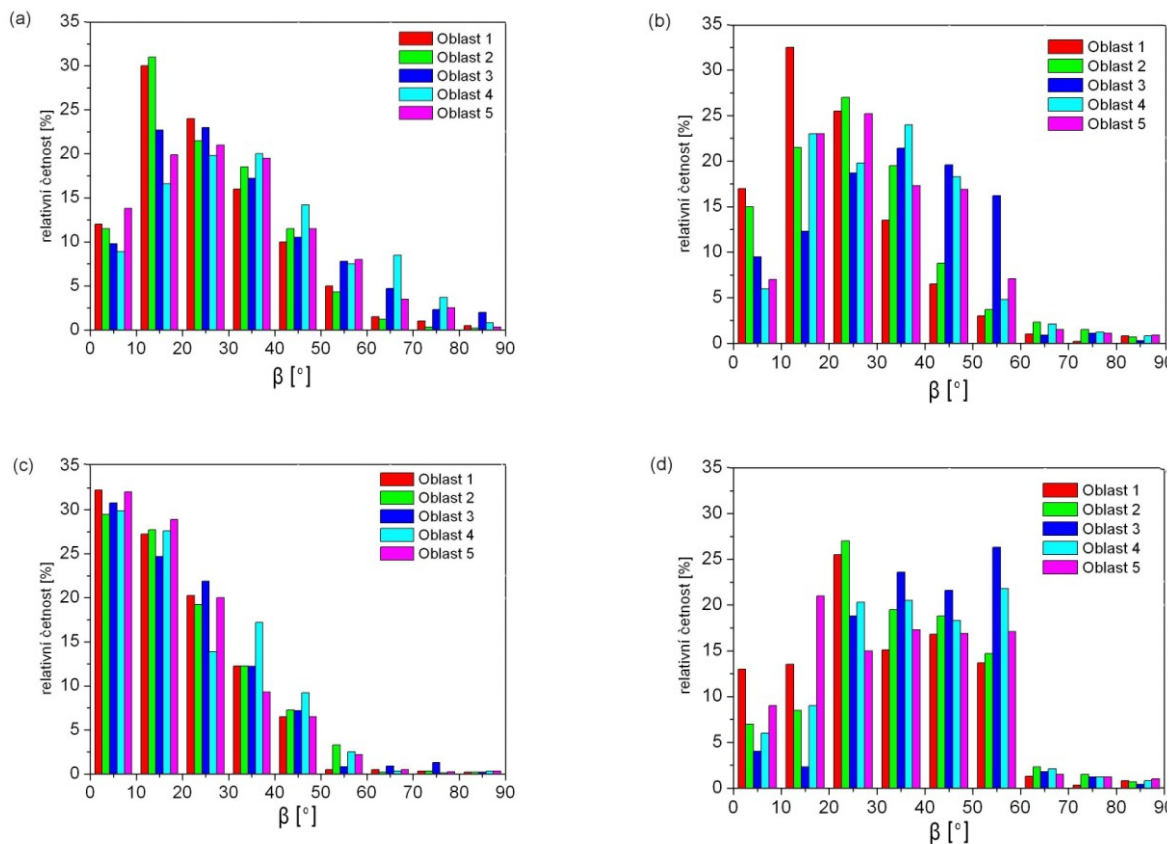 (a)
35
30
25
20
15
10
5
0
relativní četnost [%]
Oblast 1
Oblast 2
Oblast 3
Oblast 4
Oblast 5
0 10 20 30 40 50 60 70 80 90
β [°]
(b)
35
30
25
20
15
10
5
0
relativní četnost [%]
Oblast 1
Oblast 2
Oblast 3
Oblast 4
Oblast 5
0 10 20 30 40 50 60 70 80 90
β [°]
(c)
35
30
25
20
15
10
5
0
relativní četnost [%]
Oblast 1
Oblast 2
Oblast 3
Oblast 4
Oblast 5
0 10 20 30 40 50 60 70 80 90
β [°]
(d)
35
30
25
20
15
10
5
0
relativní četnost [%]
Oblast 1
Oblast 2
Oblast 3
Oblast 4
Oblast 5
0 10 20 30 40 50 60 70 80 90
β [°]